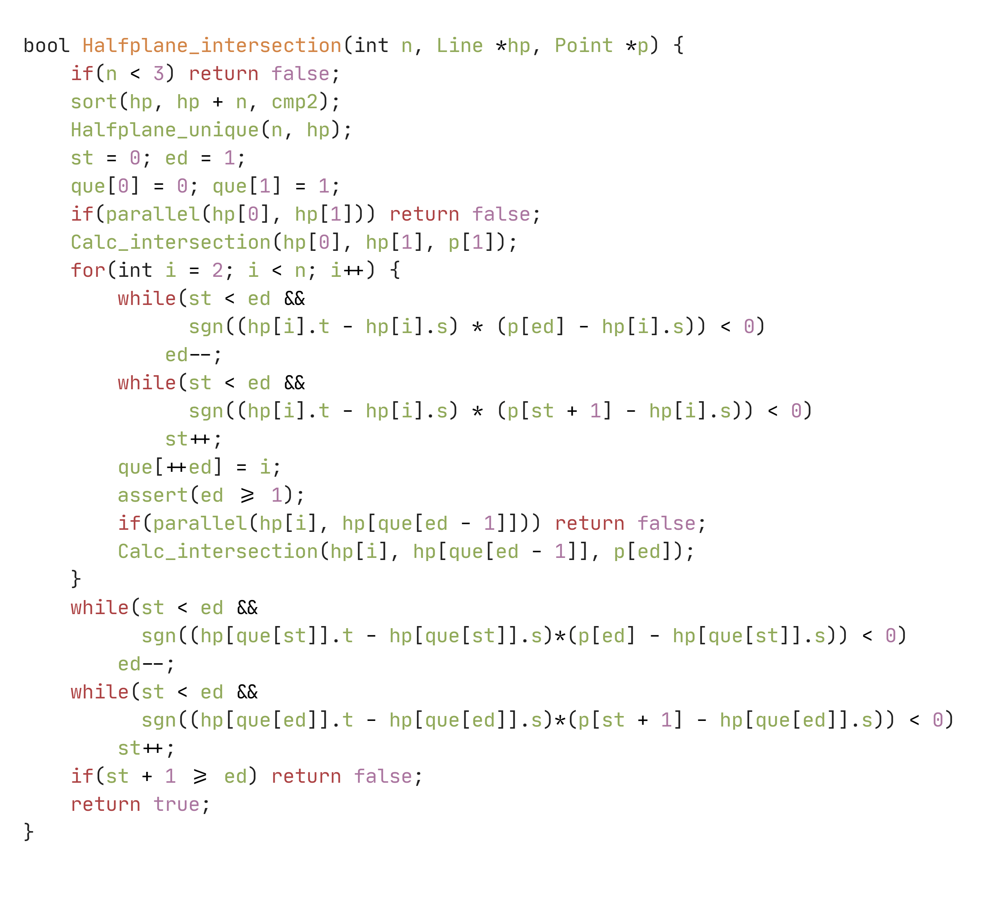 bool Halfplane_intersection(int n, Line *hp, Point *p) {
    if(n < 3) return false;
    sort(hp, hp + n, cmp2);
    Halfplane_unique(n, hp);
    st = 0; ed = 1;
    que[0] = 0; que[1] = 1;
    if(parallel(hp[0], hp[1])) return false;
    Calc_intersection(hp[0], hp[1], p[1]);
    for(int i = 2; i < n; i++) {
        while(st < ed &&
              sgn((hp[i].t - hp[i].s) * (p[ed] - hp[i].s)) < 0)
            ed--;
        while(st < ed &&
              sgn((hp[i].t - hp[i].s) * (p[st + 1] - hp[i].s)) < 0)
            st++;
        que[++ed] = i;
        assert(ed >= 1);
        if(parallel(hp[i], hp[que[ed - 1]])) return false;
        Calc_intersection(hp[i], hp[que[ed - 1]], p[ed]);
    }
    while(st < ed &&
          sgn((hp[que[st]].t - hp[que[st]].s)*(p[ed] - hp[que[st]].s)) < 0)
        ed--;
    while(st < ed &&
          sgn((hp[que[ed]].t - hp[que[ed]].s)*(p[st + 1] - hp[que[ed]].s)) < 0)
        st++;
    if(st + 1 >= ed) return false;
    return true;
}